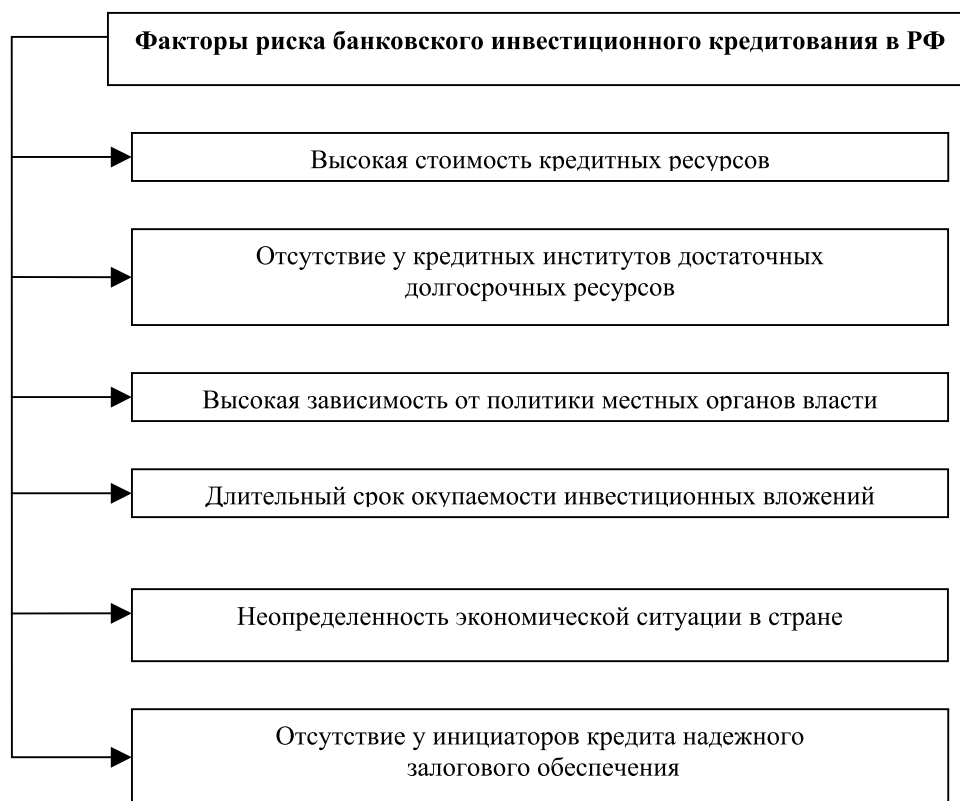 Факторы риска банковского инвестиционного кредитования в РФ
Высокая стоимость кредитных ресурсов
Отсутствие у кредитных институтов достаточных
долгосрочных ресурсов
Высокая зависимость от политики местных органов власти
Длительный срок окупаемости инвестиционных вложений
Неопределенность экономической ситуации в стране
Отсутствие у инициаторов кредита надежного
залогового обеспечения